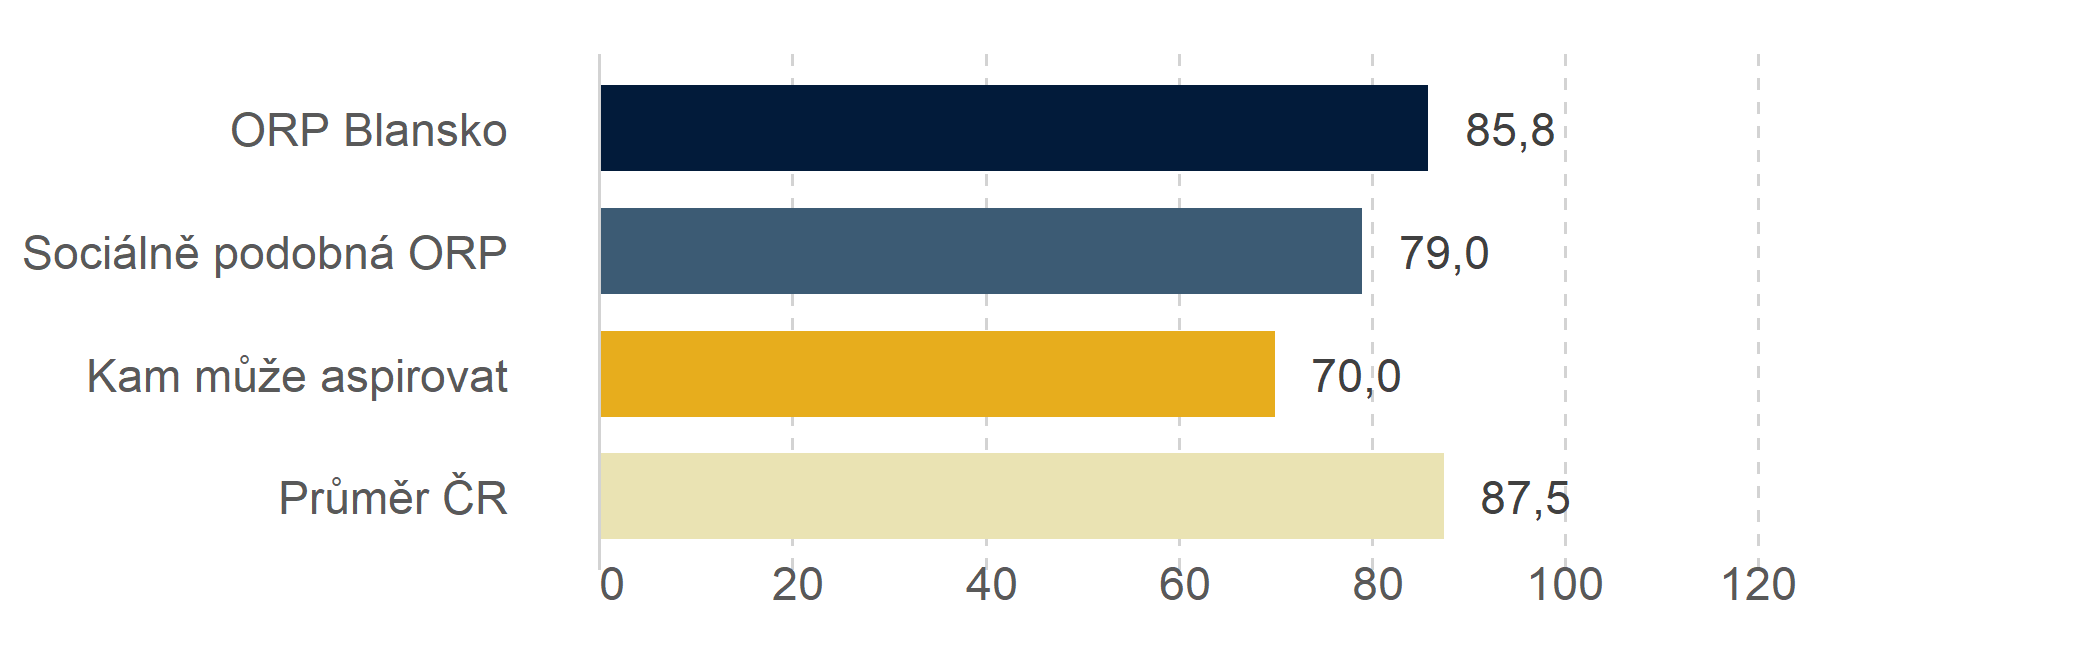 ORP Blansko 85,8
Sociálně podobná ORP 79,0
Kam může aspirovat 70,0
Průměr ČR 87,5
0 20 40 60 80 100 120